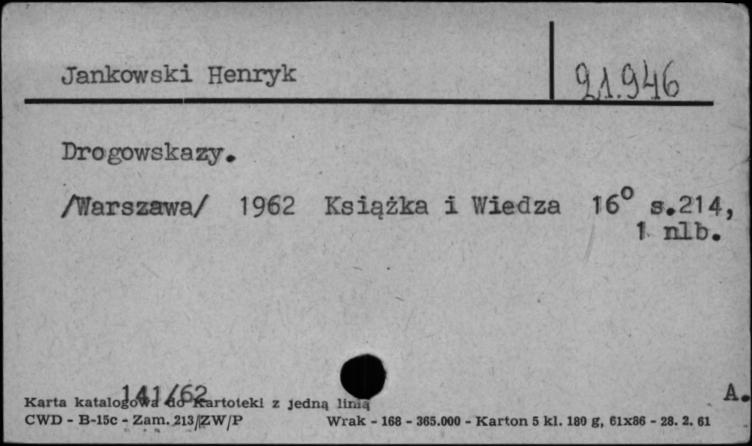 Jankowski Henryk
21.946
Drogowskazy.
/Warszawa/ 1962 Książka i Wiedza 16° s.214,
1 nlb.
141/62
A.
Karta katalogowa do Kartoteki z jedną linią
CWD - B-15c - Zam. 213/ZW/P Wrak - 168 - 365.000 - Karton 5 kl. 180 g, 61x86 - 28. 2. 61